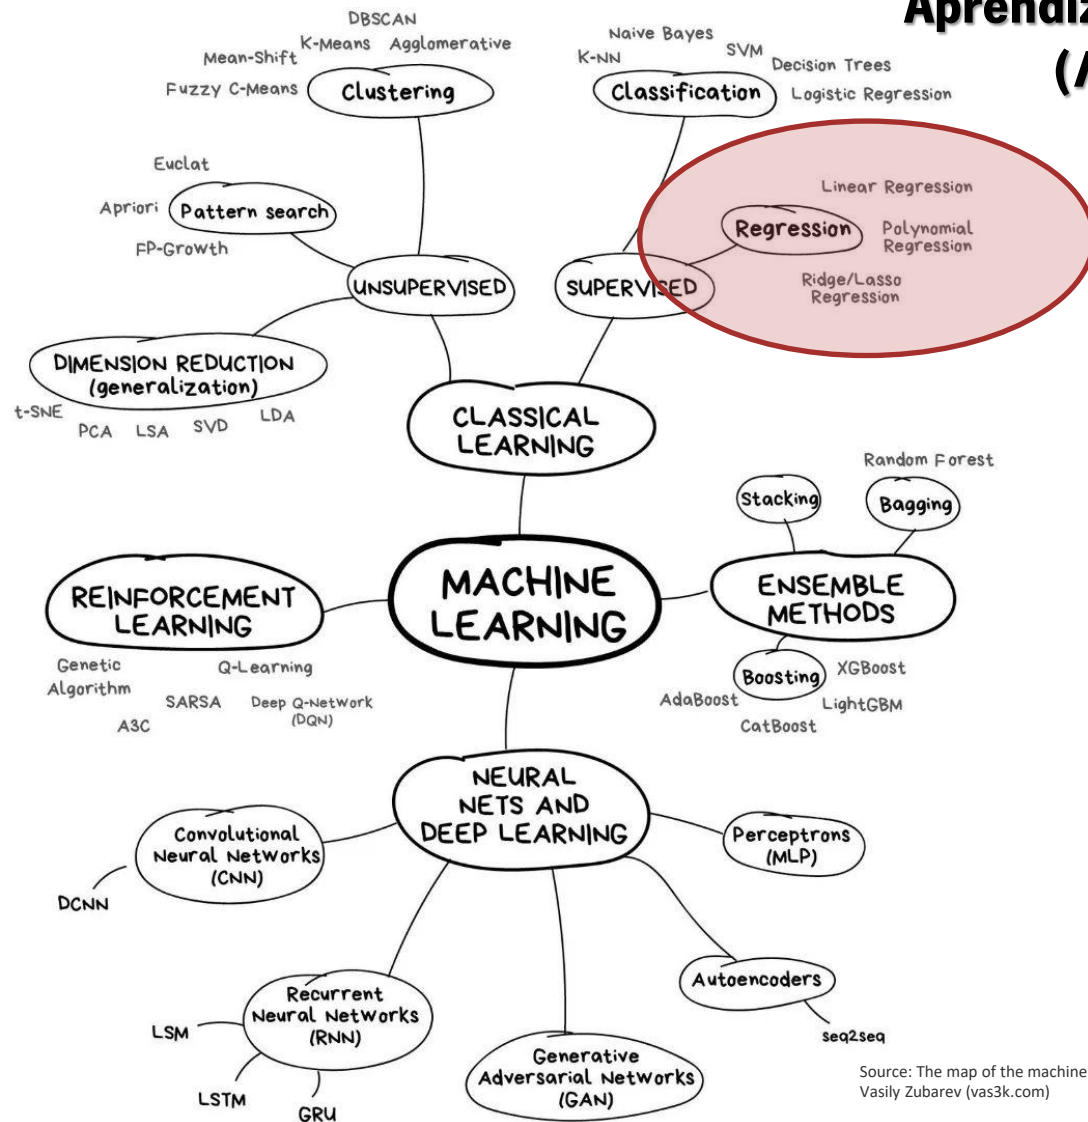 Aprendiz
(A
DBSCAN
K-Means
Agglomerative
Mean-Shift
Fuzzy C-Means
Clustering
Naive Bayes
SVM
K-NN
Decision Trees
Classification
Logistic Regression
Euclat
Apriori
Pattern search
FP-Growth
Linear Regression
Regression
Polynomial
Regression
Ridge/Lasso
Regression
UNSUPERVISED
SUPERVISED
DIMENSION REDUCTION
(generalization)
t-SNE
PCA
LSA
SVD
LDA
CLASSICAL
LEARNING
Random Forest
Stacking
Bagging
MACHINE
LEARNING
REINFORCEMENT
LEARNING
ENSEMBLE
METHODS
Genetic
Algorithm
Q-Learning
SARSA
Deep Q-Network
(DQN)
A3C
Boosting
XGBoost
AdaBoost
LightGBM
CatBoost
NEURAL
NETS AND
DEEP LEARNING
Convolutional
Neural Networks
(CNN)
DCNN
Perceptrons
(MLP)
Autoencoders
seq2seq
Recurrent
Neural Networks
(RNN)
LSM
LSTM
GRU
Generative
Adversarial Networks
(GAN)
Source: The map of the machine
Vasily Zubarev (vas3k.com)